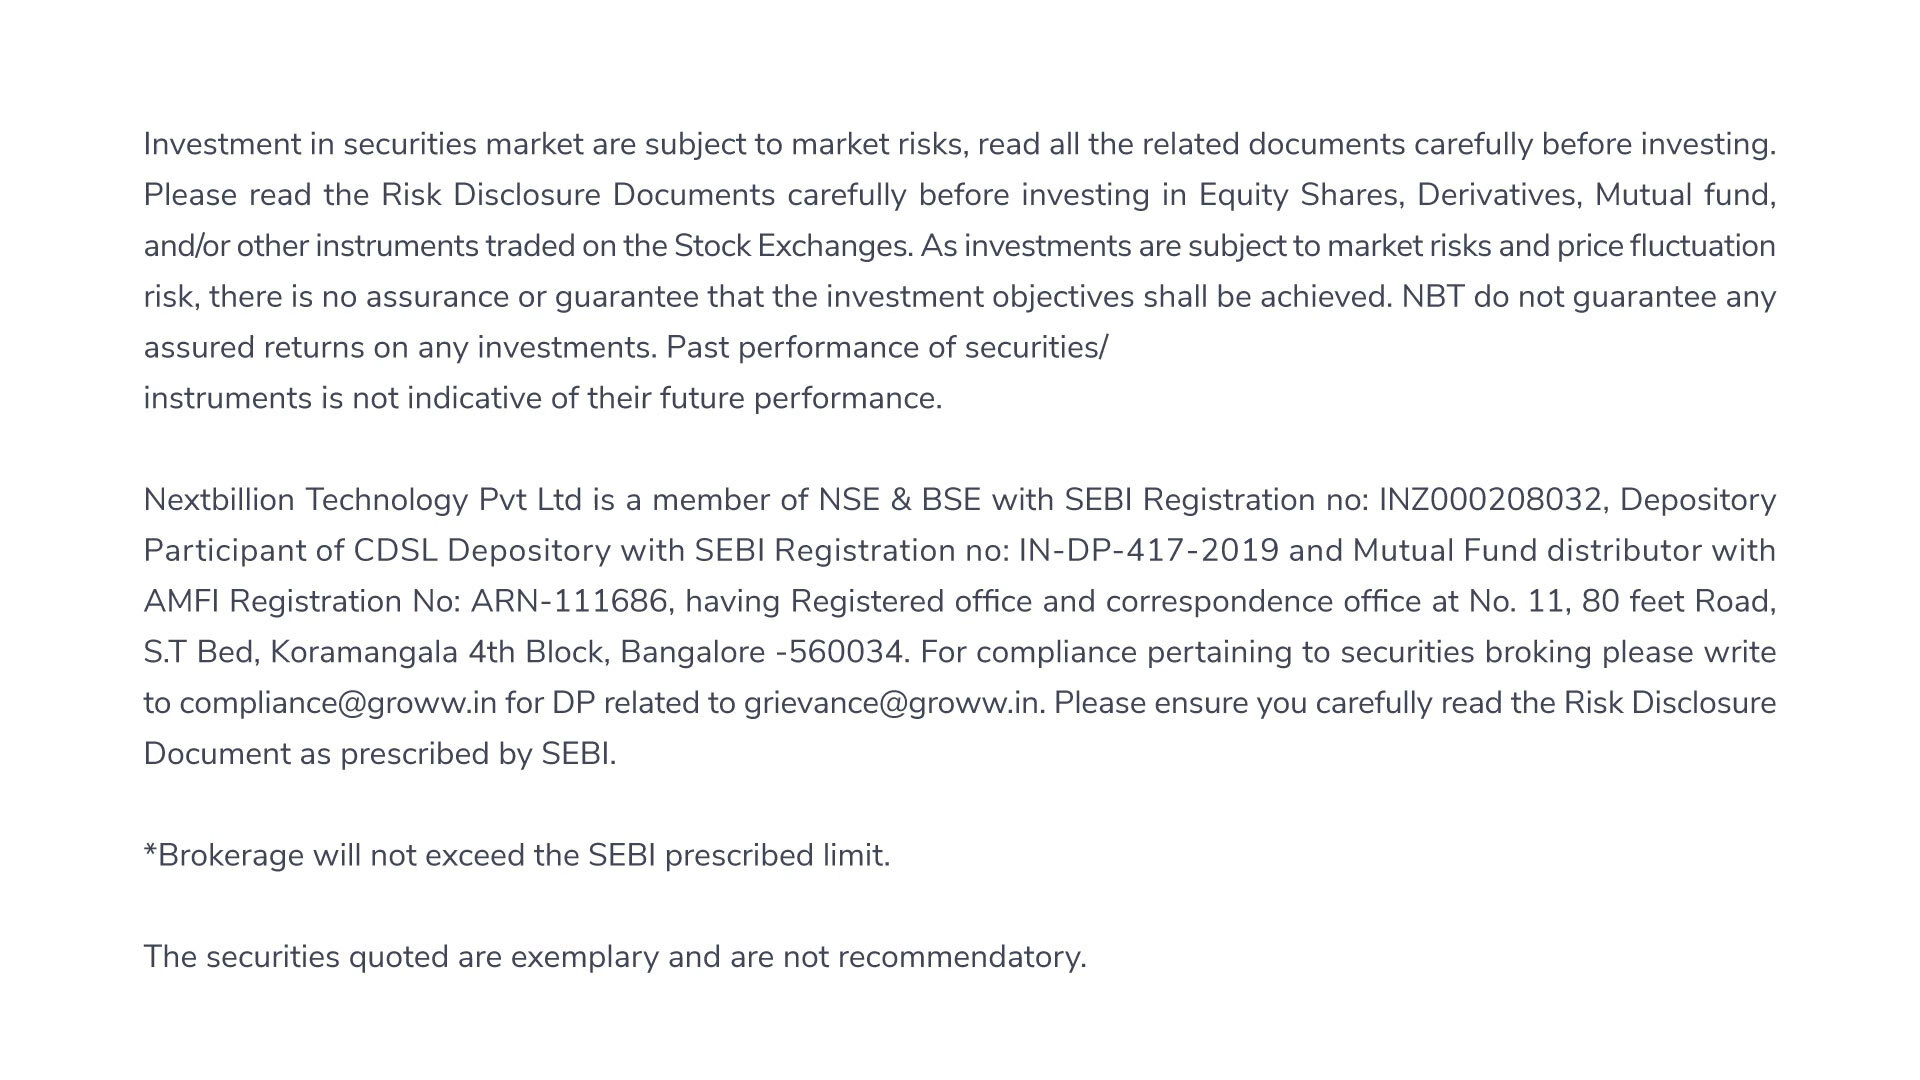 Investment in securities market are subject to market risks, read all the related documents carefully before investing.
Please read the Risk Disclosure Documents carefully before investing in Equity Shares, Derivatives, Mutual fund,
and/or other instruments traded on the Stock Exchanges. As investments are subject to market risks and price fluctuation
risk, there is no assurance or guarantee that the investment objectives shall be achieved. NBT do not guarantee any
assured returns on any investments. Past performance of securities/
instruments is not indicative of their future performance.
Nextbillion Technology Pvt Ltd is a member of NSE & BSE with SEBI Registration no: INZ000208032, Depository
Participant of CDSL Depository with SEBI Registration no: IN-DP-417-2019 and Mutual Fund distributor with
AMFI Registration No: ARN-111686, having Registered office and correspondence office at No. 11, 80 feet Road,
S.T Bed, Koramangala 4th Block, Bangalore -560034. For compliance pertaining to securities broking please write
to compliance@groww.in for DP related to grievance@groww.in. Please ensure you carefully read the Risk Disclosure
Document as prescribed by SEBI.
*Brokerage will not exceed the SEBI prescribed limit.
The securities quoted are exemplary and are not recommendatory.